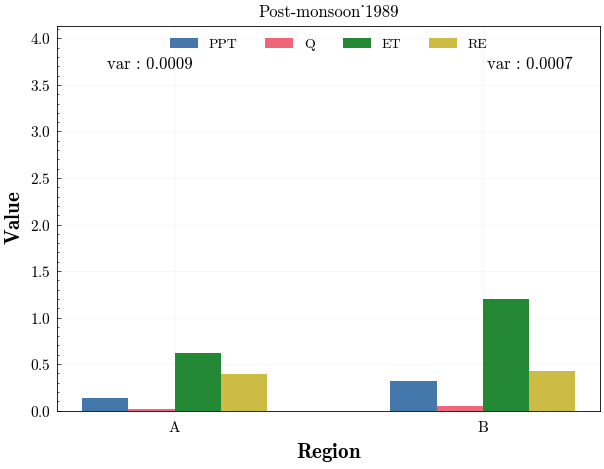 Post-monsoon˙1989
PPT Q ET RE
var : 0.0009
var : 0.0007
4.0
3.5
3.0
2.5
2.0
1.5
1.0
0.5
0.0
Value
A B
Region